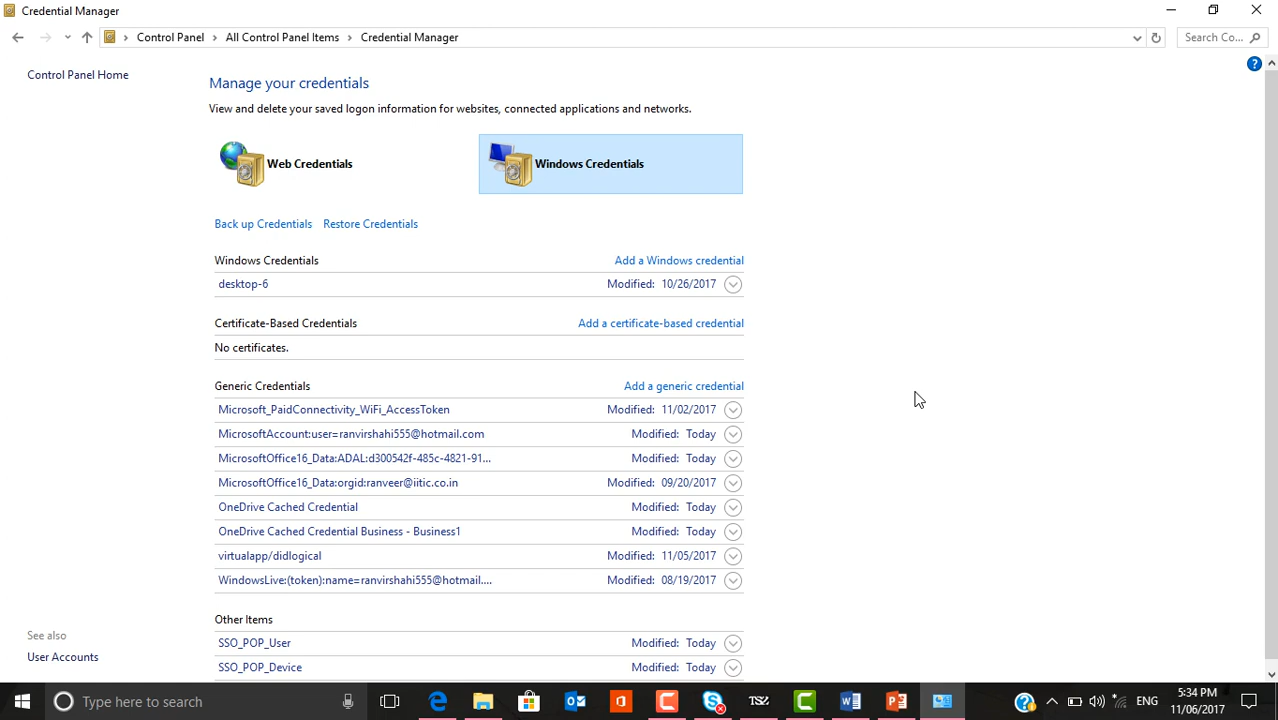 Credential Manager
Control Panel > All Control Panel Items > Credential Manager
Search Co...
Control Panel Home
Manage your credentials
View and delete your saved logon information for websites, connected applications and networks.
Web Credentials
Windows Credentials
Back up Credentials Restore Credentials
Windows Credentials Add a Windows credential
desktop-6 Modified: 10/26/2017
Certificate-Based Credentials Add a certificate-based credential
No certificates.
Generic Credentials Add a generic credential
Microsoft_PaidConnectivity_WiFi_AccessToken Modified: 11/02/2017
MicrosoftAccount:user=ranvirshahi555@hotmail.com Modified: Today
MicrosoftOffice16_Data:ADAL:d300542f-485c-4821-91... Modified: Today
MicrosoftOffice16_Data:orgid:ranveer@iitic.co.in Modified: 09/20/2017
OneDrive Cached Credential Modified: Today
OneDrive Cached Credential Business - Business1 Modified: Today
virtualapp/didlogical Modified: 11/05/2017
WindowsLive:(token):name=ranvirshahi555@hotmail.... Modified: 08/19/2017
Other Items
SSO_POP_User Modified: Today
SSO_POP_Device Modified: Today
See also
User Accounts
Type here to search
ENG
5:34 PM
11/06/2017